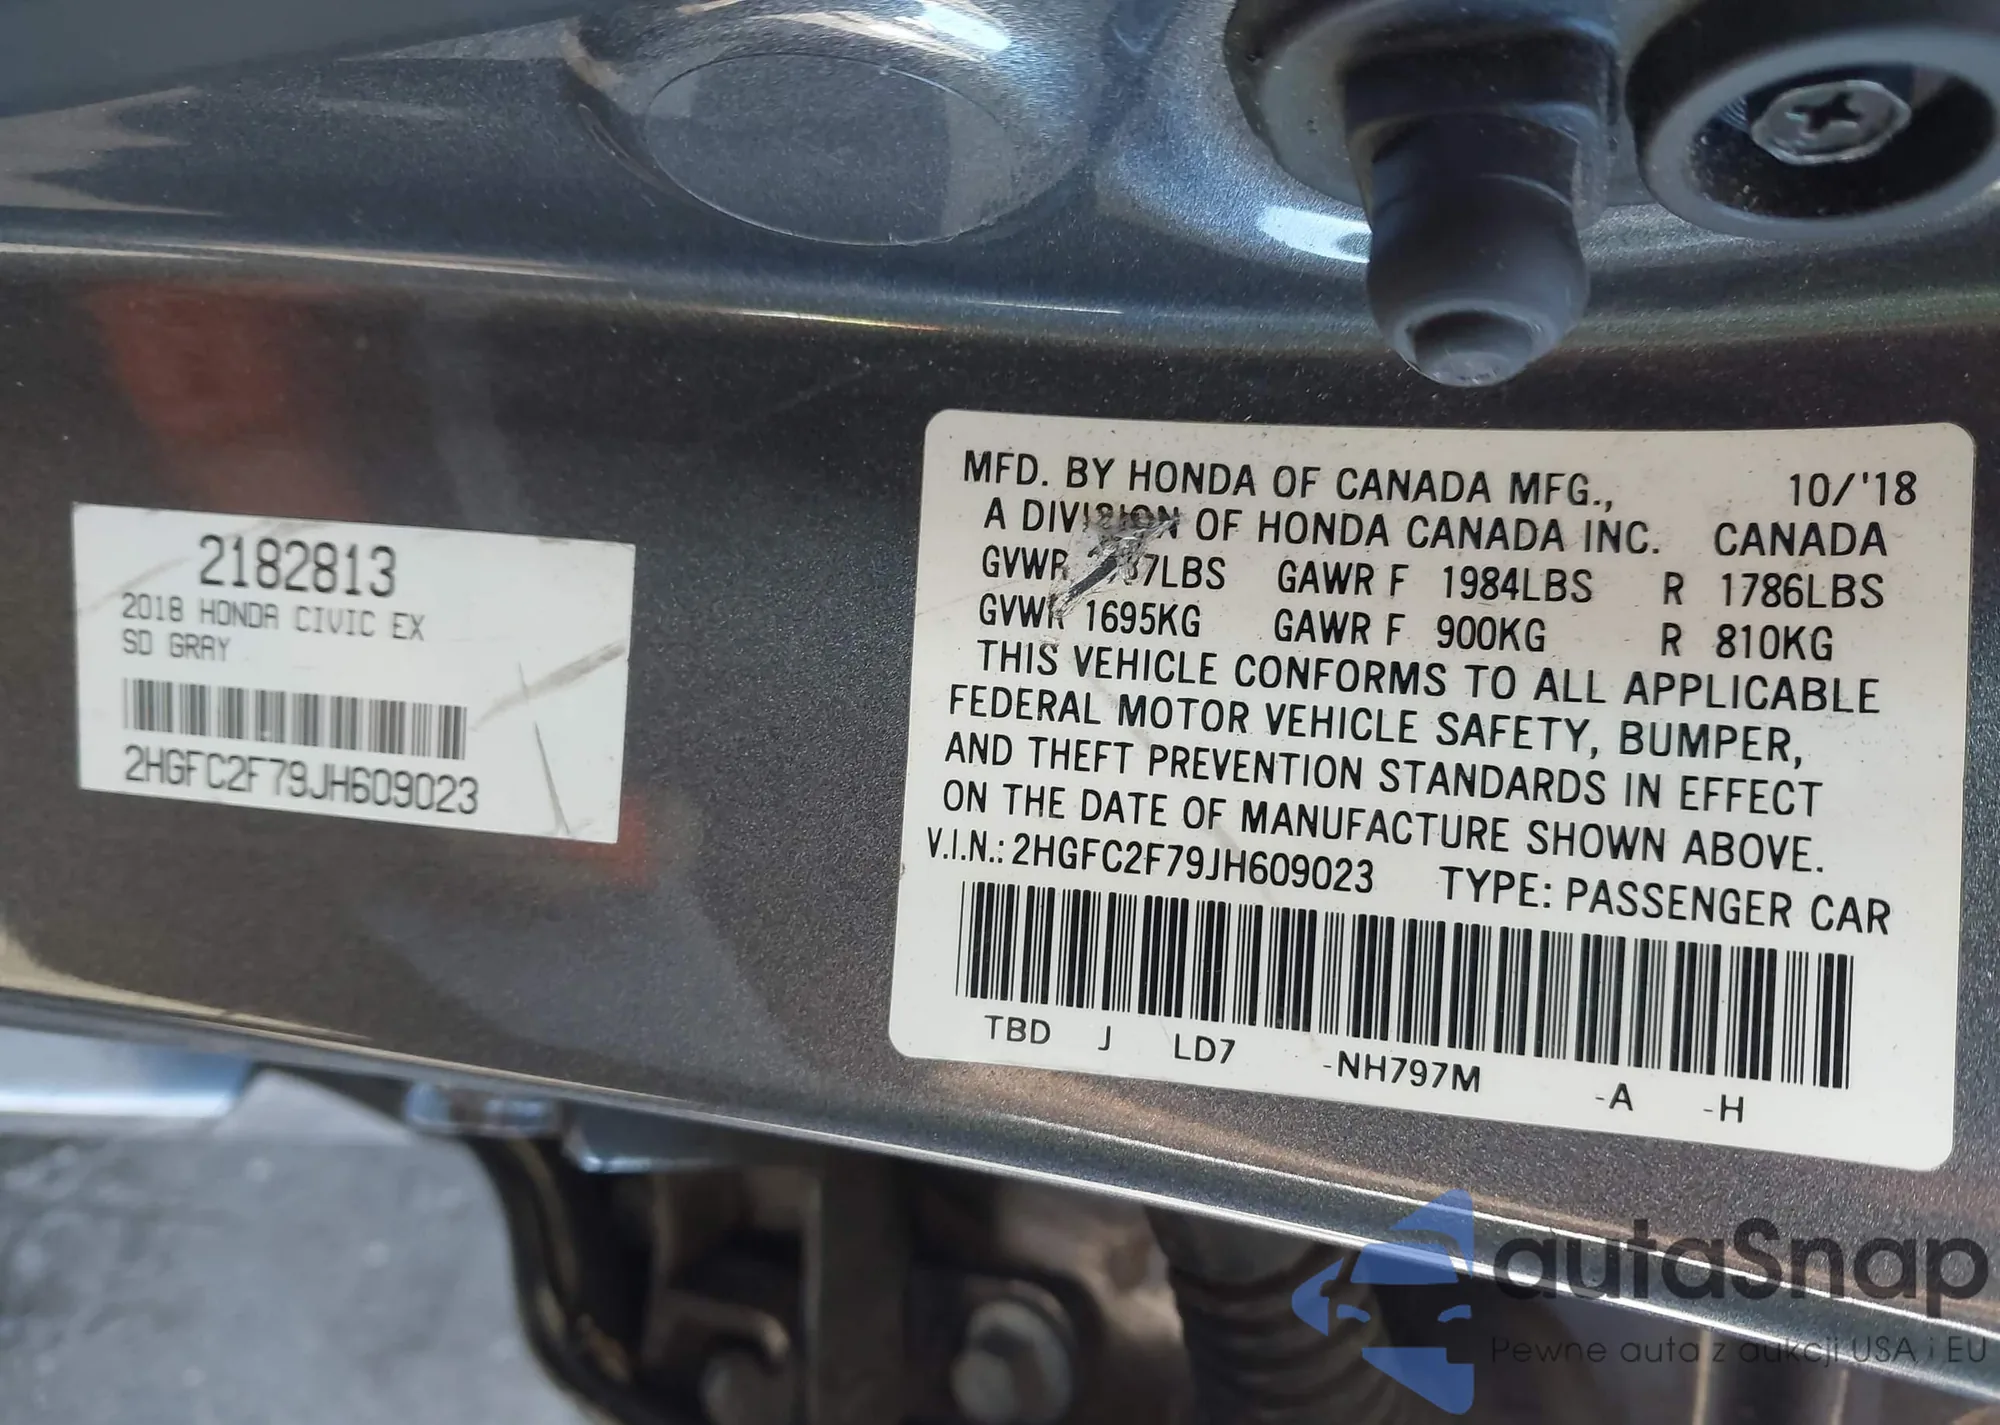 2182813
2018 HONDA CIVIC EX
SD GRAY
2HGFC2F79JH609023
MFD. BY HONDA OF CANADA MFG., 10/'18
A DIVISION OF HONDA CANADA INC. CANADA
GVWR 7LBS GAWR F 1984LBS R 1786LBS
GVWR 1695KG GAWR F 900KG R 810KG
THIS VEHICLE CONFORMS TO ALL APPLICABLE
FEDERAL MOTOR VEHICLE SAFETY, BUMPER,
AND THEFT PREVENTION STANDARDS IN EFFECT
ON THE DATE OF MANUFACTURE SHOWN ABOVE.
V.I.N.: 2HGFC2F79JH609023 TYPE: PASSENGER CAR
TBD J LD7 -NH797M -A -H
autaSnap
Pewne auta z aukcji USA i EU